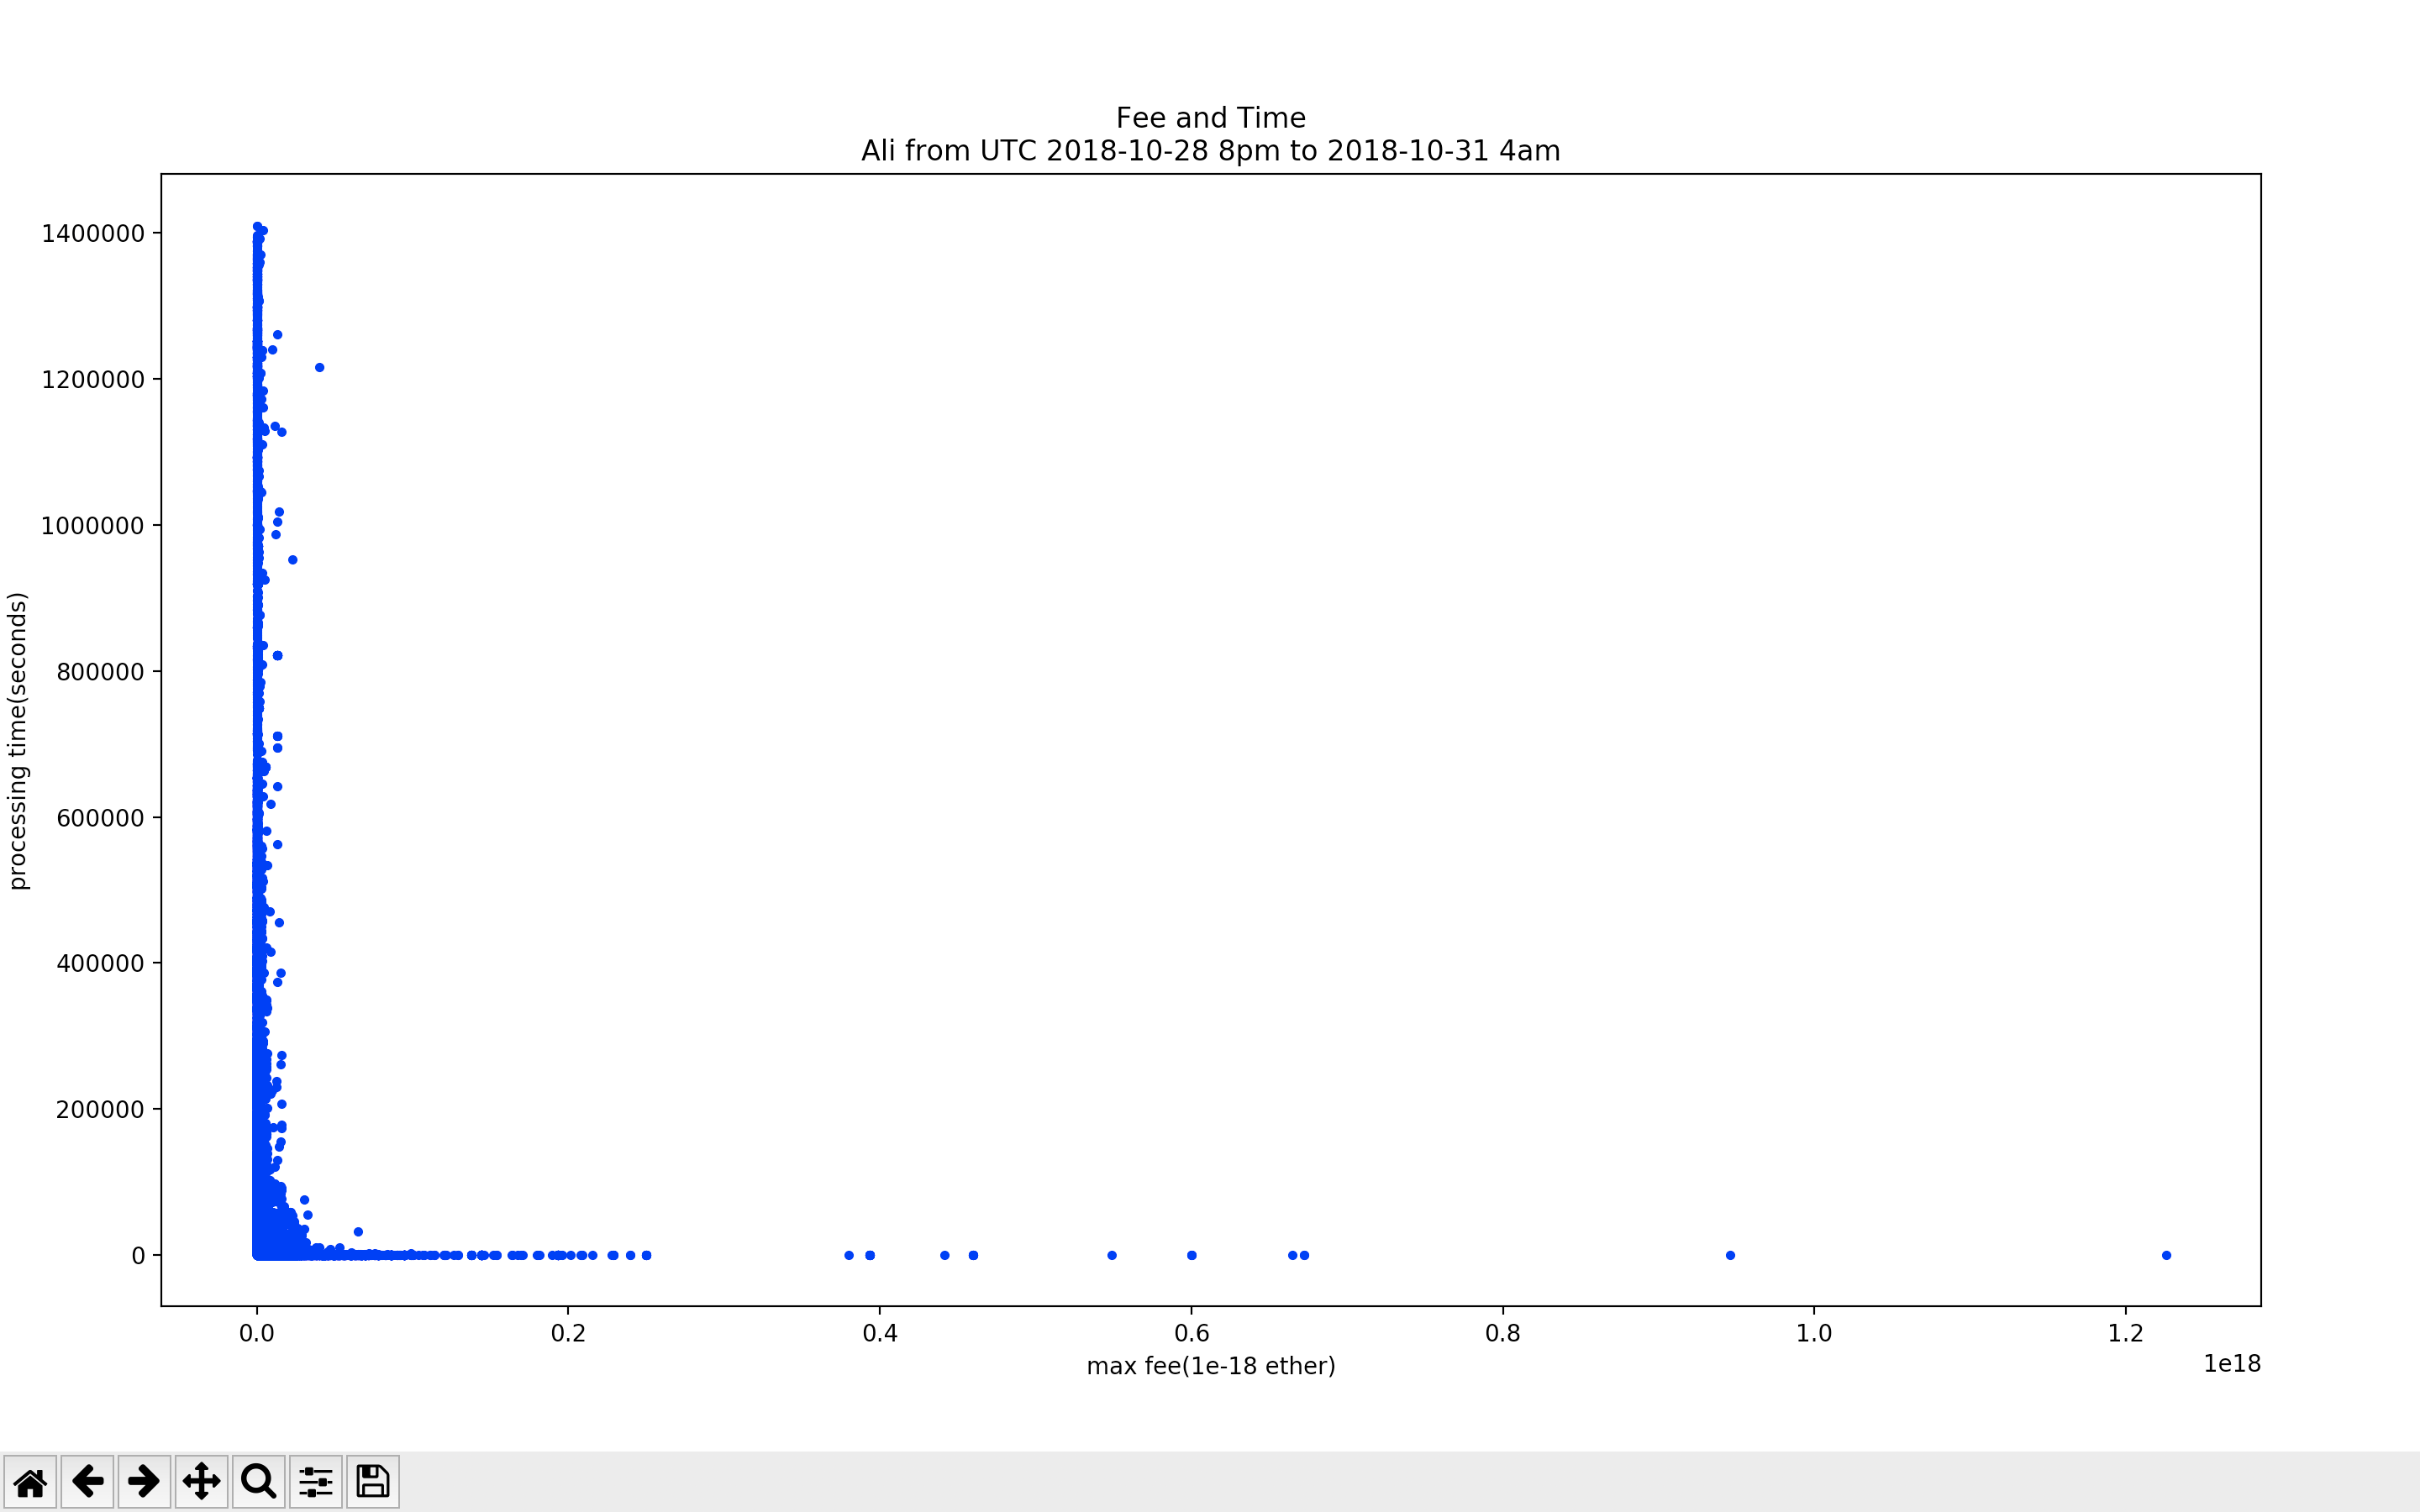 Fee and Time
Ali from UTC 2018-10-28 8pm to 2018-10-31 4am
1400000
1200000
1000000
800000
600000
400000
200000
0
processing time(seconds)
0.0 0.2 0.4 0.6 0.8 1.0 1.2
max fee(1e-18 ether)
1e18